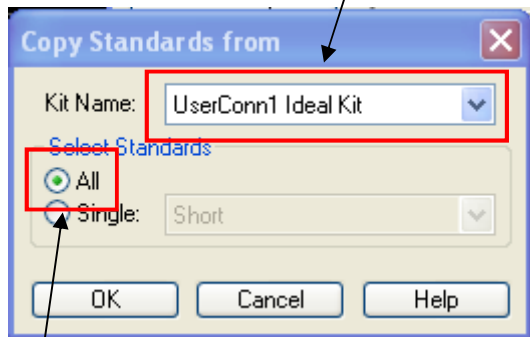 Copy Standards from
Kit Name: UserConn1 Ideal Kit
Select Standards
All
Single: Short
OK Cancel Help